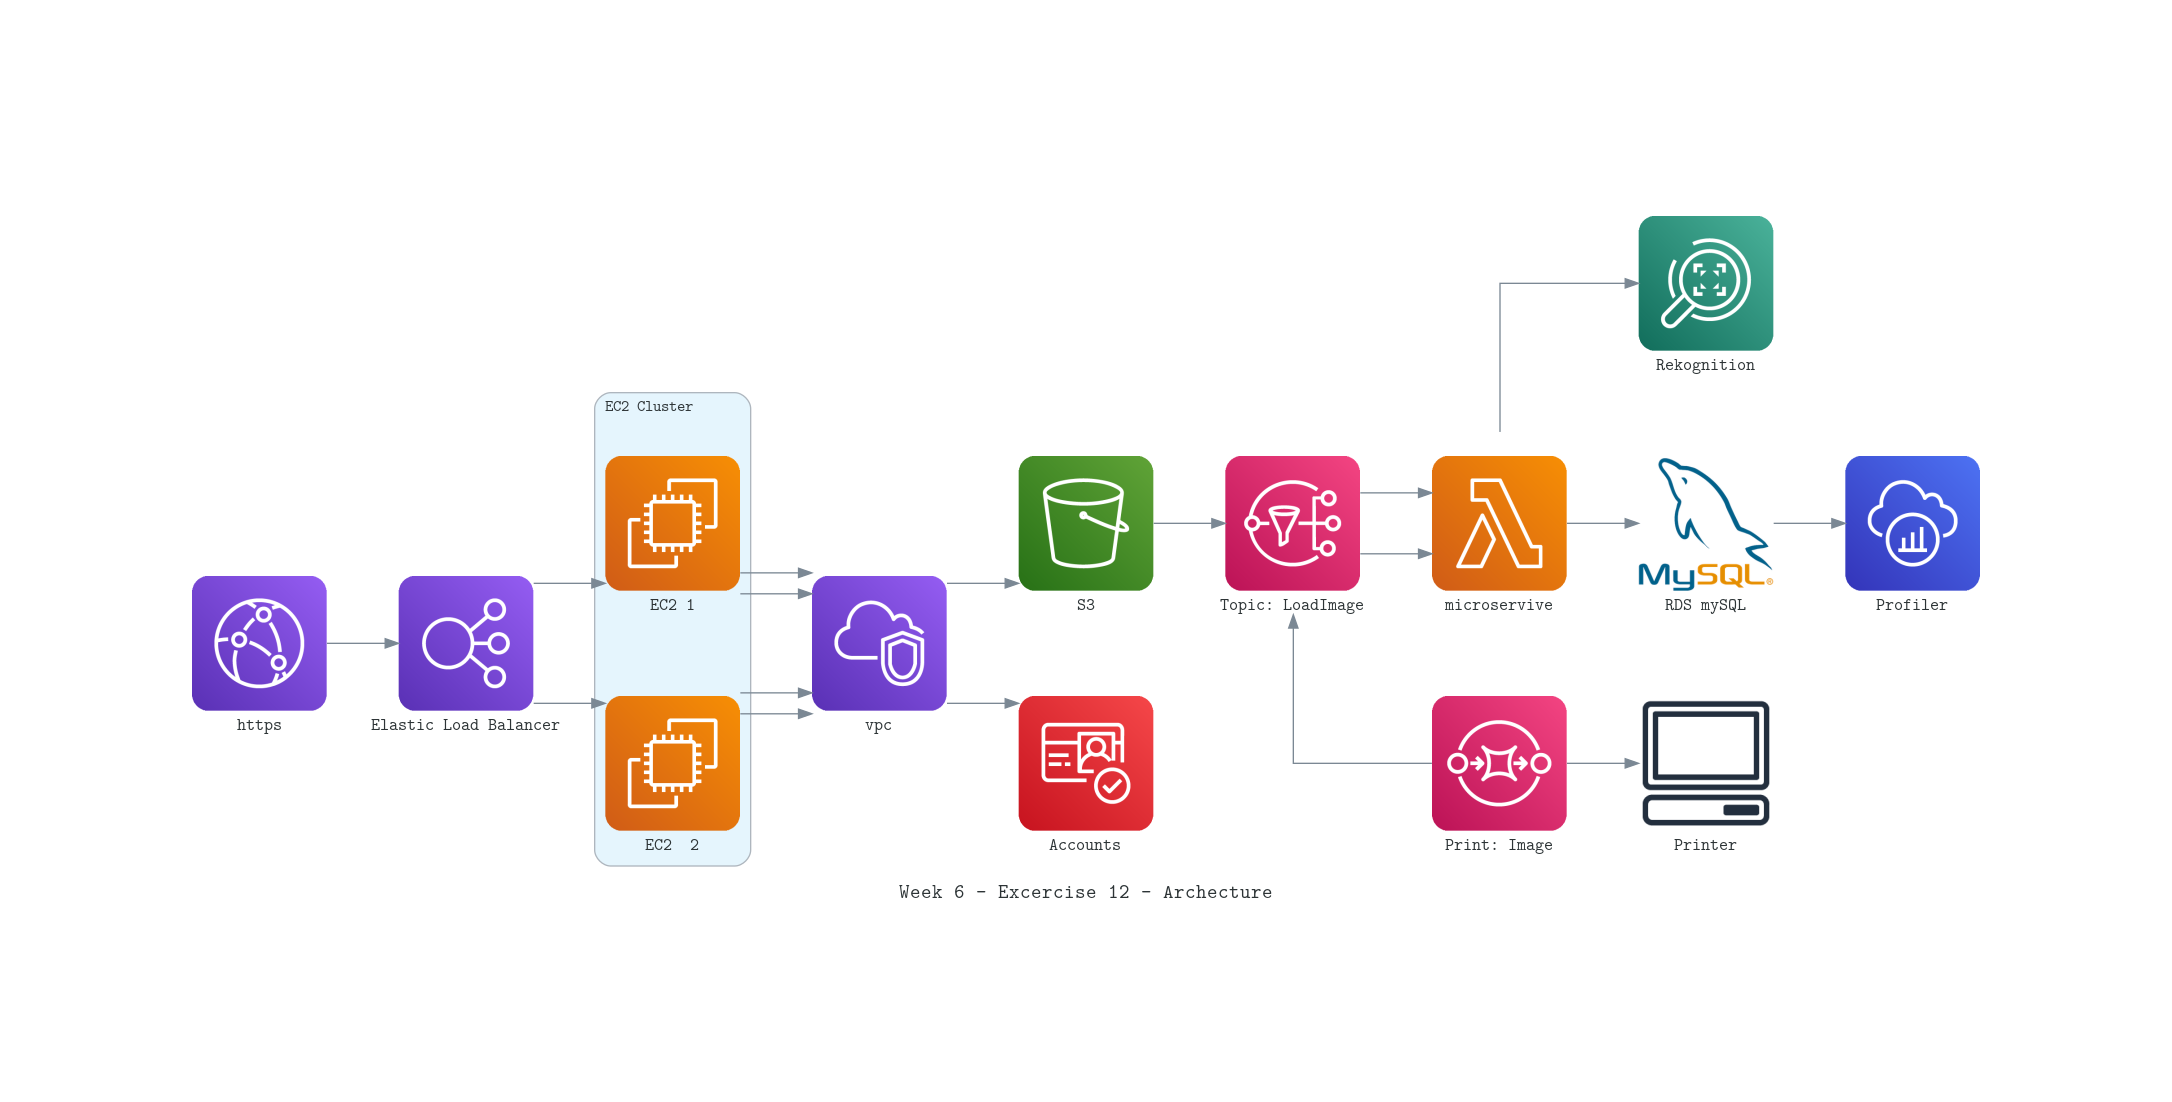 Rekognition
EC2 Cluster
EC2 1
S3
Topic: LoadImage
microservive
MySQL®
RDS mySQL
Profiler
https
Elastic Load Balancer
vpc
EC2  2
Accounts
Print: Image
Printer
Week 6 - Excercise 12 - Archecture